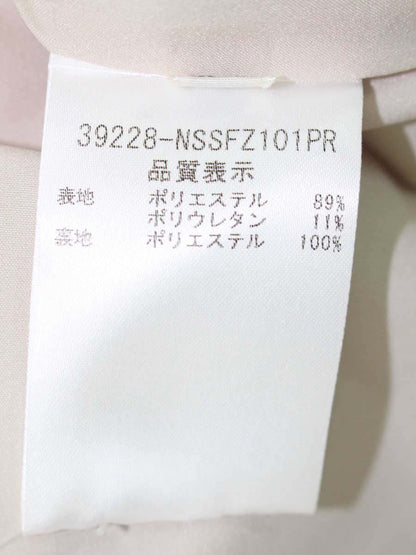 39228-NSSFZ101PR
品質表示
表地 ポリエステル 89%
ポリウレタン 11%
裏地 ポリエステル 100%